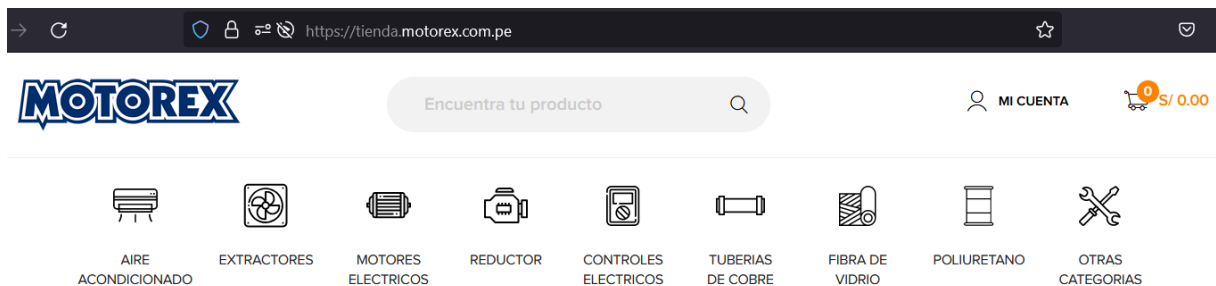 https://tienda.motorex.com.pe
MOTOREX
Encuentra tu producto
MI CUENTA
0
S/ 0.00
AIRE
ACONDICIONADO
EXTRACTORES
MOTORES
ELECTRICOS
REDUCTOR
CONTROLES
ELECTRICOS
TUBERIAS
DE COBRE
FIBRA DE
VIDRIO
POLIURETANO
OTRAS
CATEGORIAS